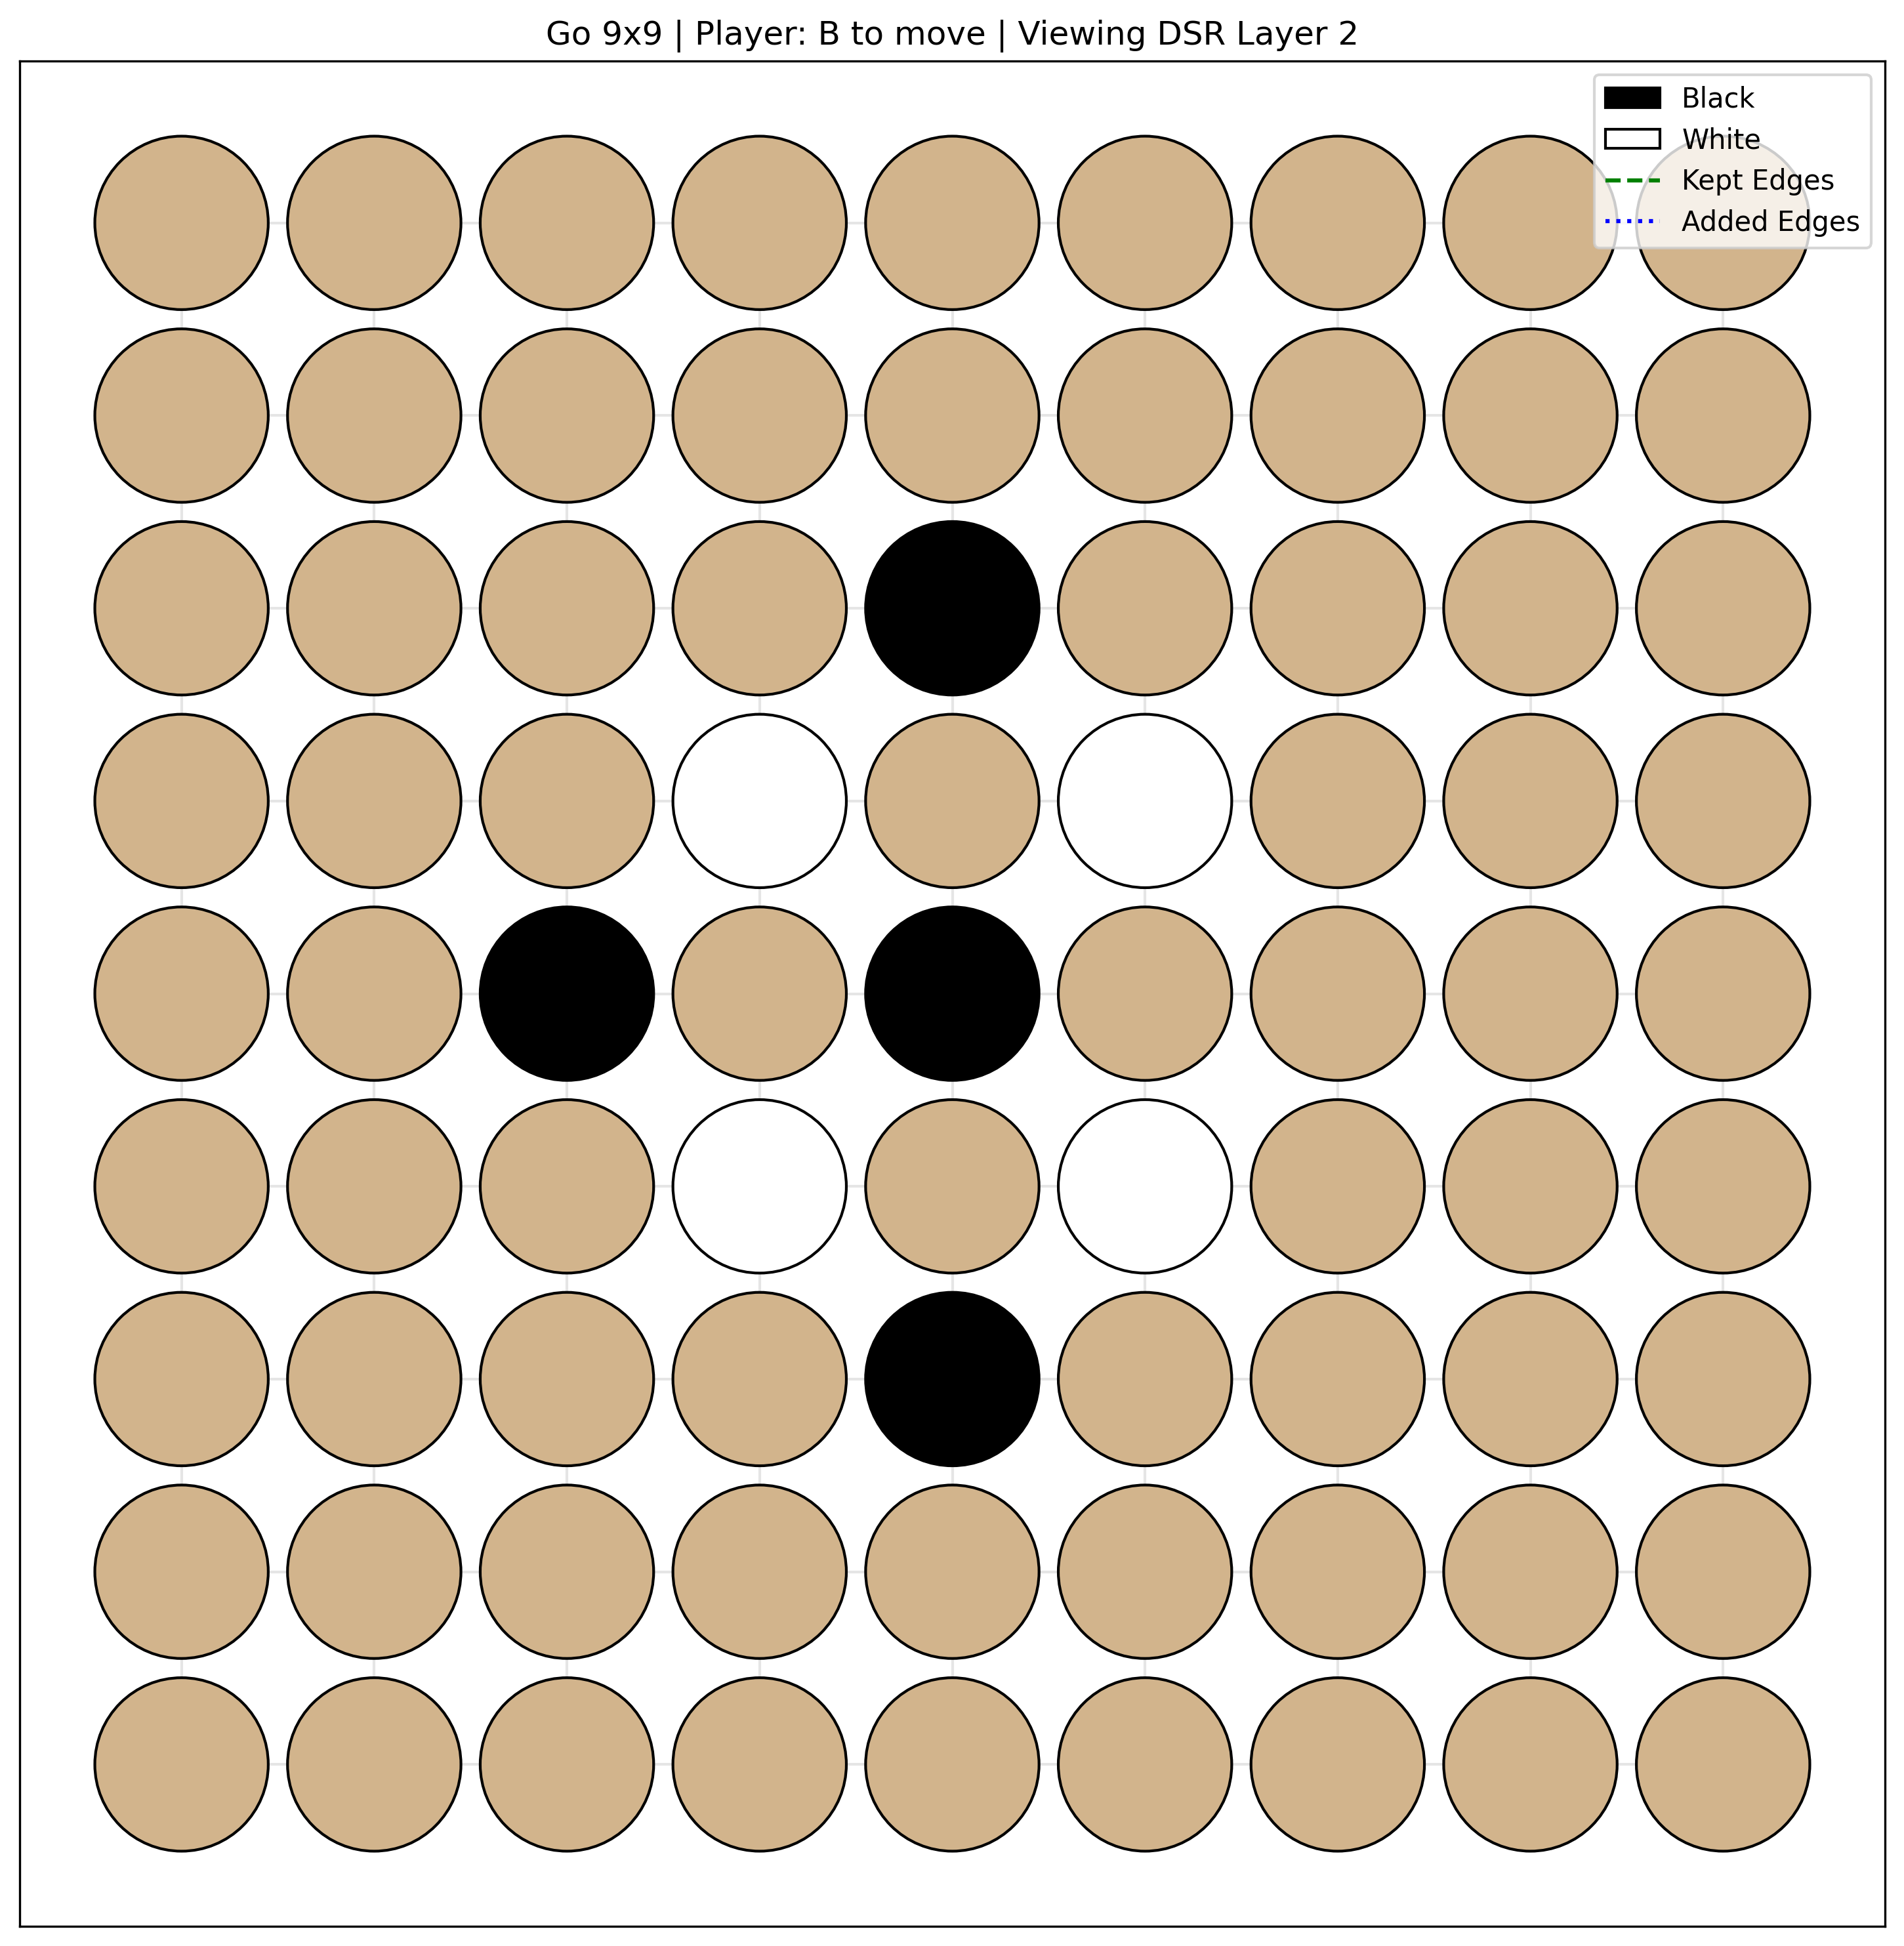 Go 9x9 | Player: B to move | Viewing DSR Layer 2
Black
White
Kept Edges
Added Edges